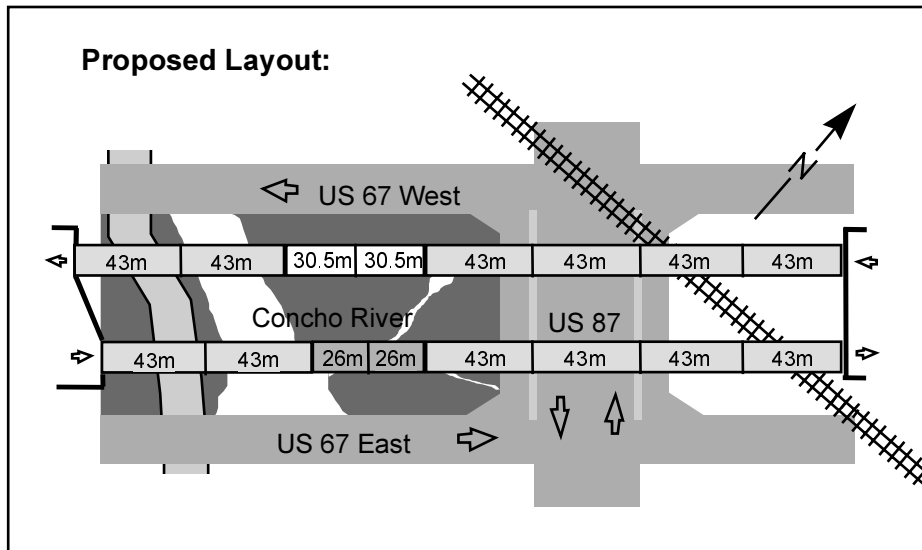 Proposed Layout:
N
US 67 West
43m 43m 30.5m 30.5m 43m 43m 43m 43m
Concho River US 87
43m 43m 26m 26m 43m 43m 43m 43m
US 67 East